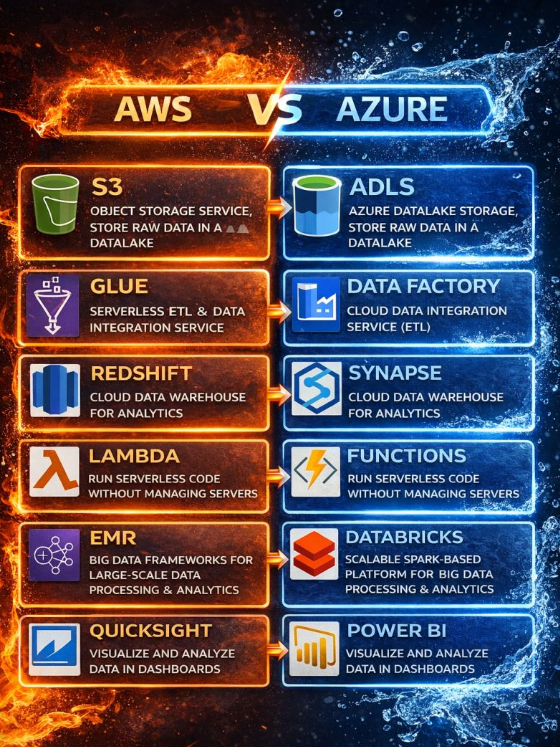 AWS VS AZURE
S3
OBJECT STORAGE SERVICE,
STORE RAW DATA IN A
DATALAKE
ADLS
AZURE DATALAKE STORAGE,
STORE RAW DATA IN A
DATALAKE
GLUE
SERVERLESS ETL & DATA
INTEGRATION SERVICE
DATA FACTORY
CLOUD DATA INTEGRATION
SERVICE (ETL)
REDSHIFT
CLOUD DATA WAREHOUSE
FOR ANALYTICS
SYNAPSE
CLOUD DATA WAREHOUSE
FOR ANALYTICS
LAMBDA
RUN SERVERLESS CODE
WITHOUT MANAGING SERVERS
FUNCTIONS
RUN SERVERLESS CODE
WITHOUT MANAGING SERVERS
EMR
BIG DATA FRAMEWORKS FOR
LARGE-SCALE DATA
PROCESSING & ANALYTICS
DATABRICKS
SCALABLE SPARK-BASED
PLATFORM FOR BIG DATA
PROCESSING & ANALYTICS
QUICKSIGHT
VISUALIZE AND ANALYZE
DATA IN DASHBOARDS
POWER BI
VISUALIZE AND ANALYZE
DATA IN DASHBOARDS